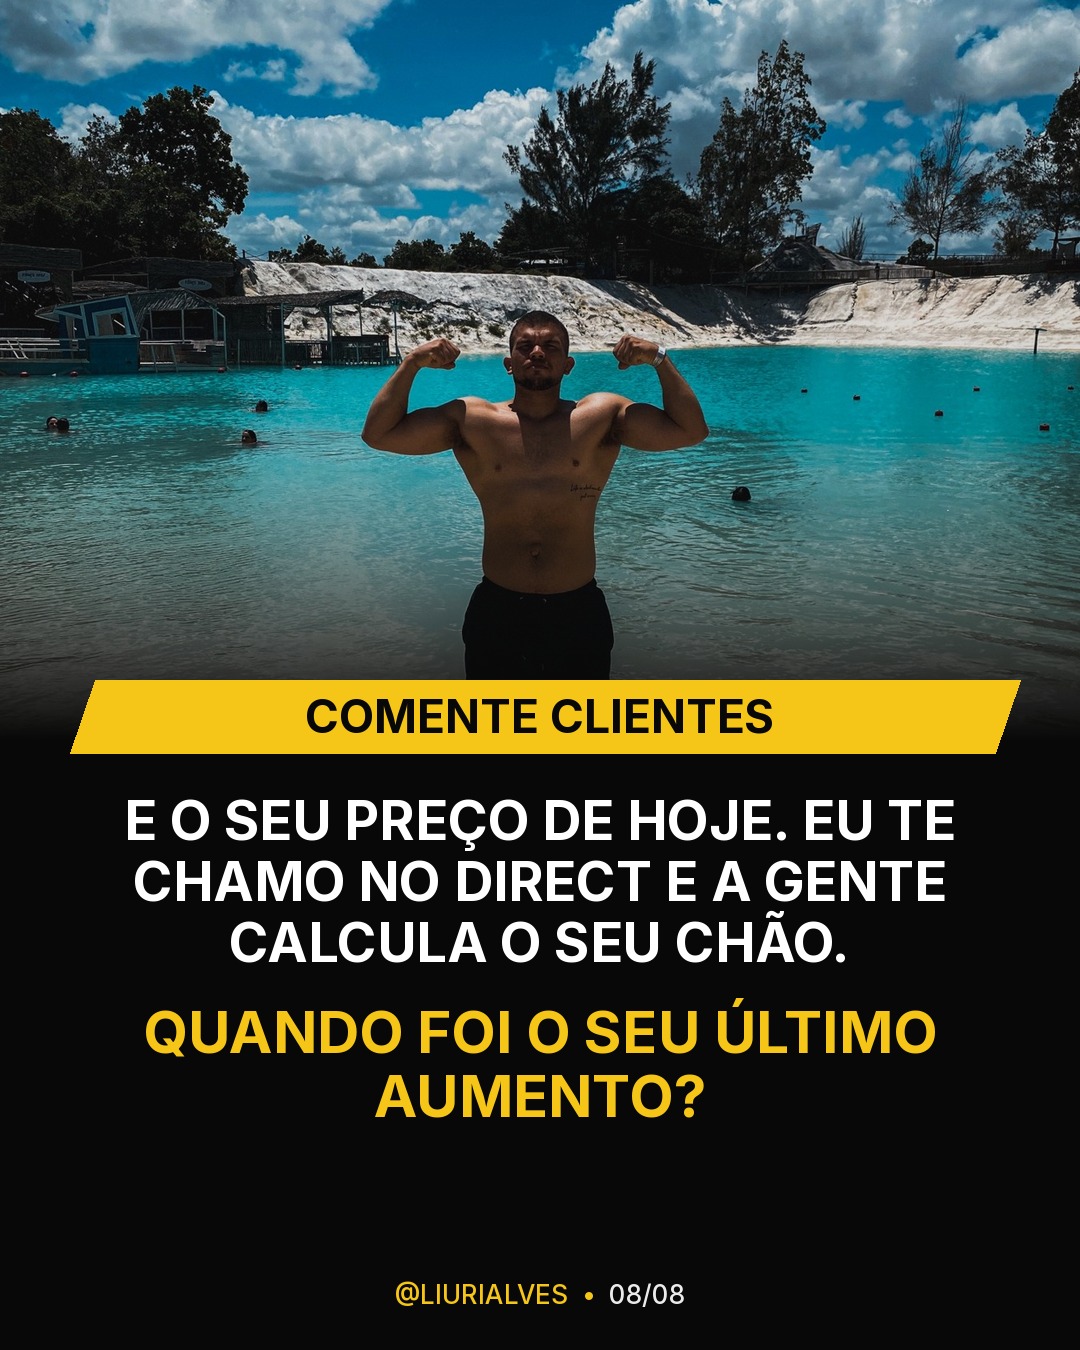 COMENTE CLIENTES
E O SEU PREÇO DE HOJE. EU TE
CHAMO NO DIRECT E A GENTE
CALCULA O SEU CHÃO.
QUANDO FOI O SEU ÚLTIMO
AUMENTO?
@LIURIALVES • 08/08